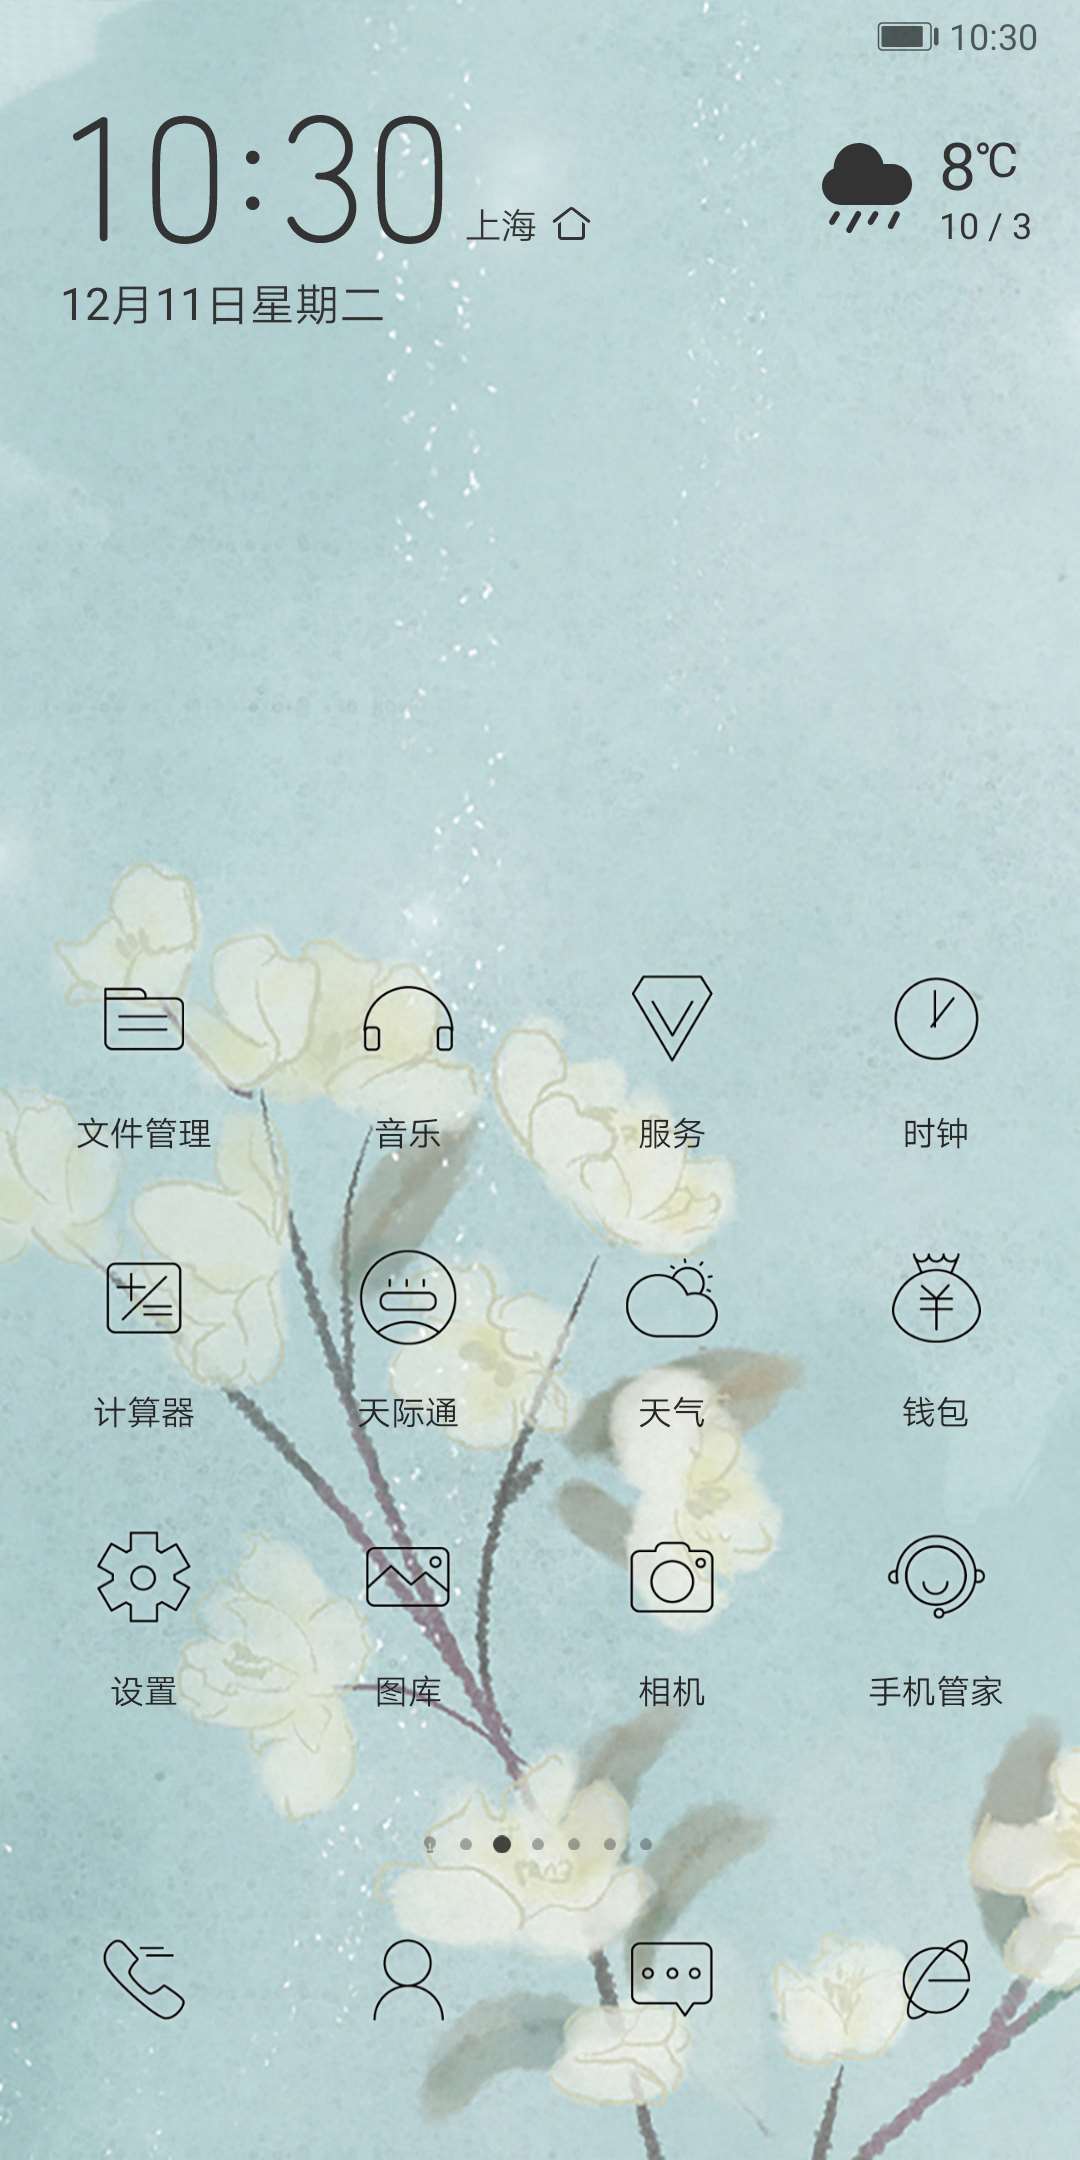 10:30
10:30
上海
8℃
10 / 3
12月11日星期二
文件管理
音乐
服务
时钟
计算器
天际通
天气
钱包
设置
图库
相机
手机管家